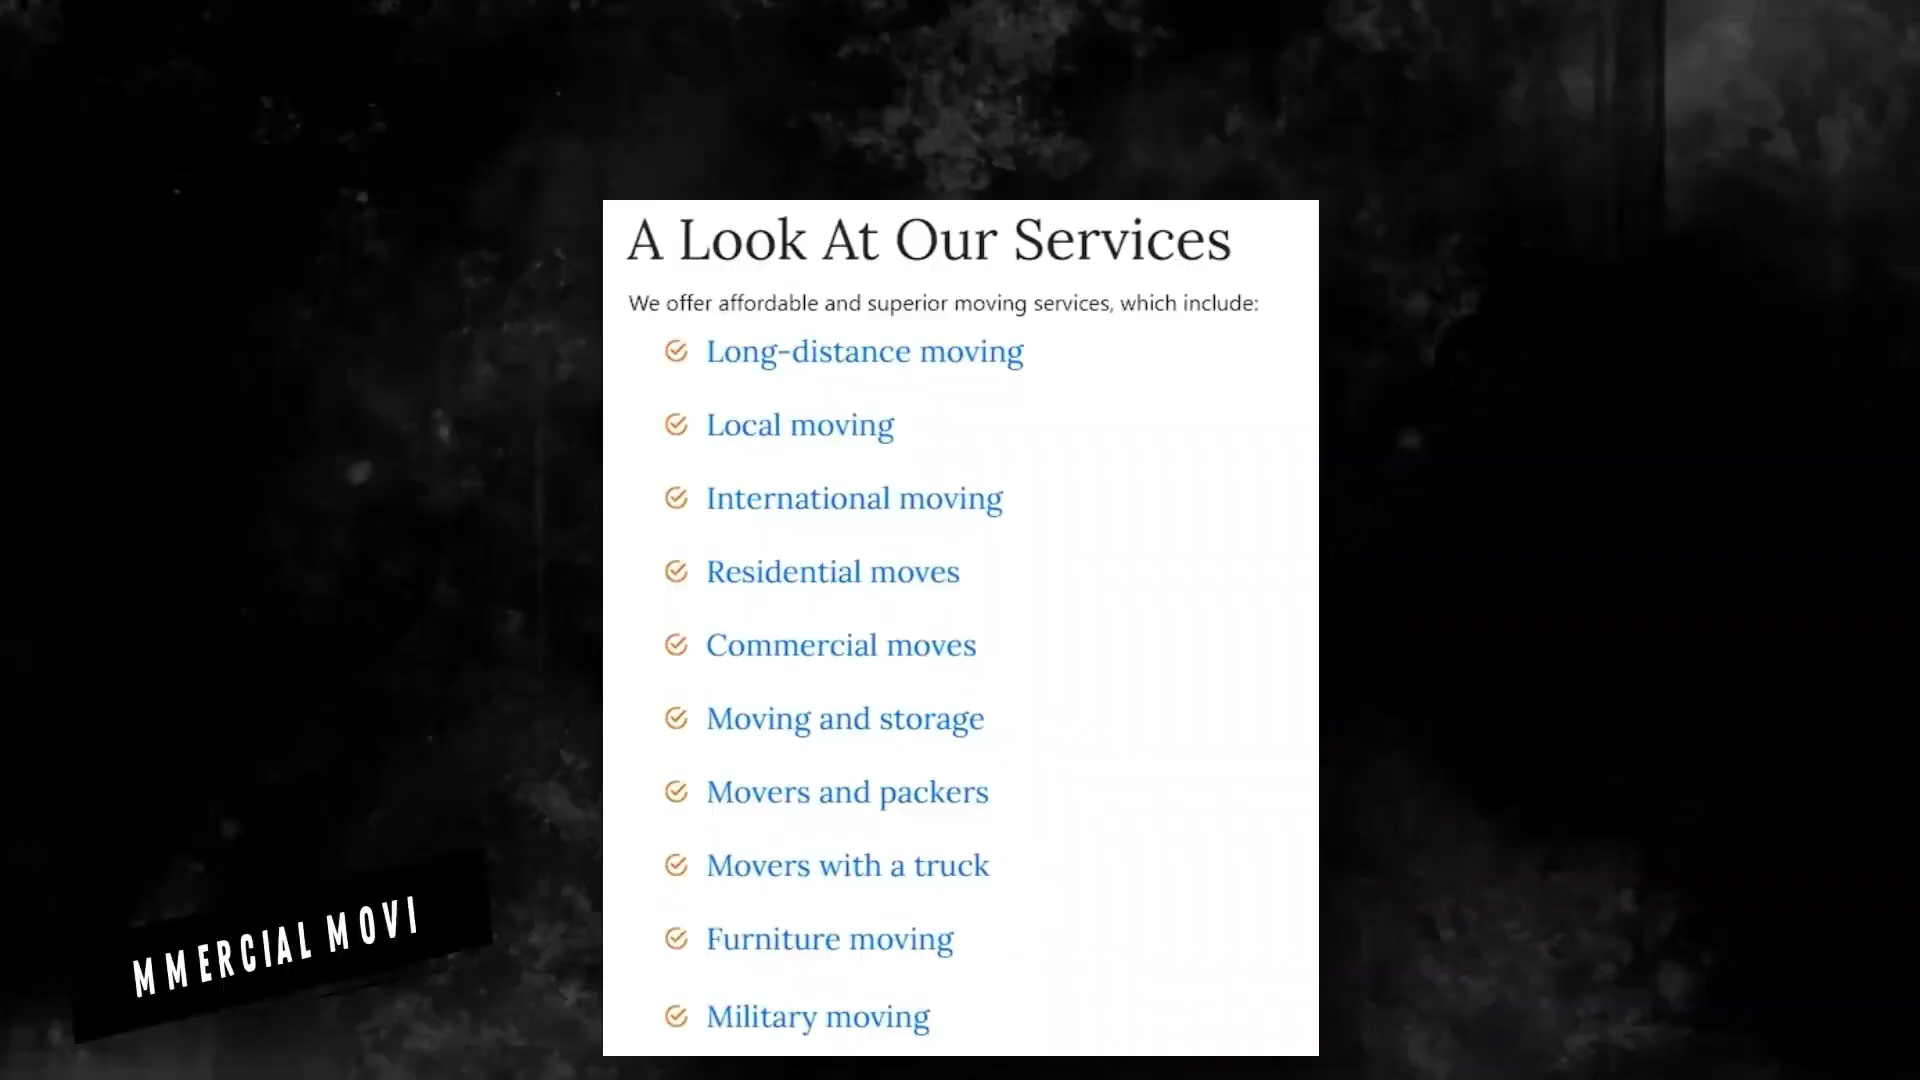 A Look At Our Services
We offer affordable and superior moving services, which include:
Long-distance moving
Local moving
International moving
Residential moves
Commercial moves
Moving and storage
Movers and packers
Movers with a truck
Furniture moving
Military moving
MMERCIAL MOVI